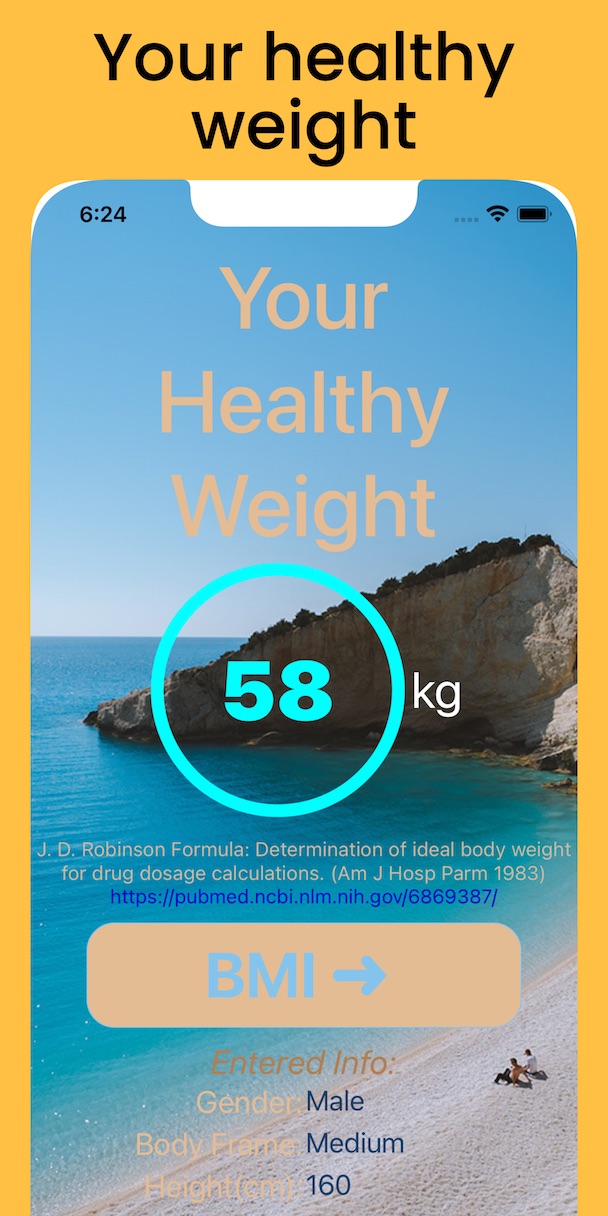 Your healthy
weight
6:24
Your
Healthy
Weight
58 kg
J. D. Robinson Formula: Determination of ideal body weight
for drug dosage calculations. (Am J Hosp Parm 1983)
https://pubmed.ncbi.nlm.nih.gov/6869387/
BMI ➜
Entered Info:
Gender: Male
Body Frame: Medium
Height(cm): 160